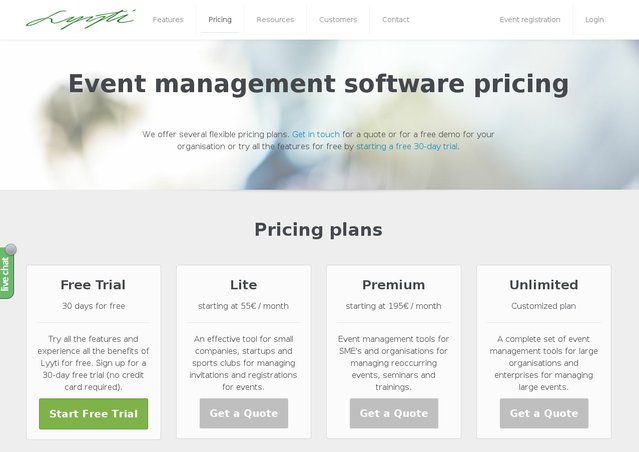 Lyyti
Features
Pricing
Resources
Customers
Contact
Event registration
Login
Event management software pricing
We offer several flexible pricing plans. Get in touch for a quote or for a free demo for your
organisation or try all the features for free by starting a free 30-day trial.
Pricing plans
live chat
Free Trial
30 days for free
Try all the features and
experience all the benefits of
Lyyti for free. Sign up for a
30-day free trial (no credit
card required).
Start Free Trial
Lite
starting at 55€ / month
An effective tool for small
companies, startups and
sports clubs for managing
invitations and registrations
for events.
Get a Quote
Premium
starting at 195€ / month
Event management tools for
SME's and organisations for
managing reoccurring
events, seminars and
trainings.
Get a Quote
Unlimited
Customized plan
A complete set of event
management tools for large
organisations and
enterprises for managing
large events.
Get a Quote